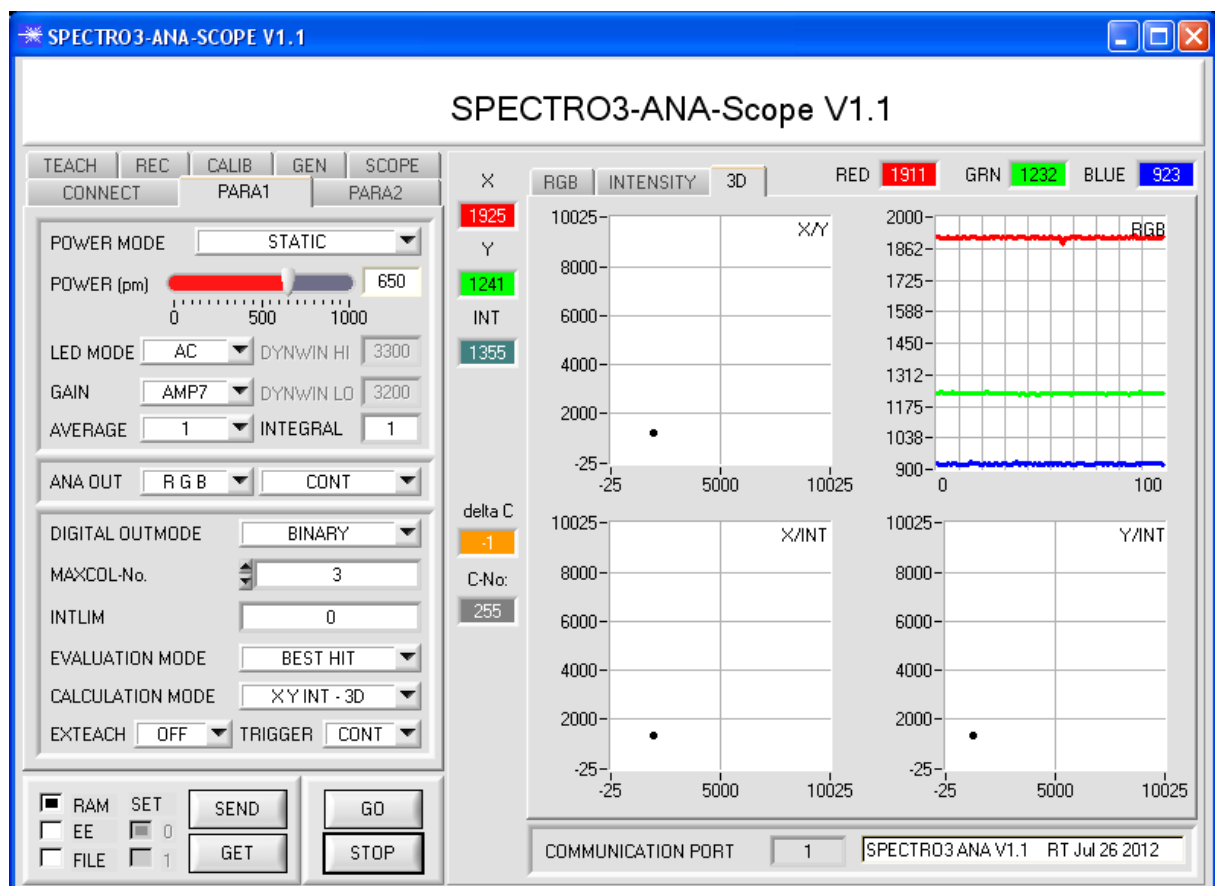 SPECTRO3-ANA-SCOPE V1.1
SPECTRO3-ANA-Scope V1.1
TEACH REC CALIB GEN SCOPE
CONNECT PARA1 PARA2
POWER MODE STATIC
POWER (pm) 650
0 500 1000
LED MODE AC DYNWIN HI 3300
GAIN AMP7 DYNWIN LO 3200
AVERAGE 1 INTEGRAL 1
ANA OUT R G B CONT
DIGITAL OUTMODE BINARY
MAXCOL-No. 3
INTLIM 0
EVALUATION MODE BEST HIT
CALCULATION MODE X Y INT - 3D
EXTEACH OFF TRIGGER CONT
RAM SET SEND GO
EE 0
FILE 1 GET STOP
X
1925
Y
1241
INT
1355
delta C
-1
C-No:
255
RGB INTENSITY 3D RED 1911 GRN 1232 BLUE 923
X/Y
10025
8000
6000
4000
2000
-25
-25 5000 10025
RGB
2000
1862
1725
1588
1450
1312
1175
1038
900
0 100
X/INT
10025
8000
6000
4000
2000
-25
-25 5000 10025
Y/INT
10025
8000
6000
4000
2000
-25
-25 5000 10025
COMMUNICATION PORT 1 SPECTRO3 ANA V1.1 RT Jul 26 2012